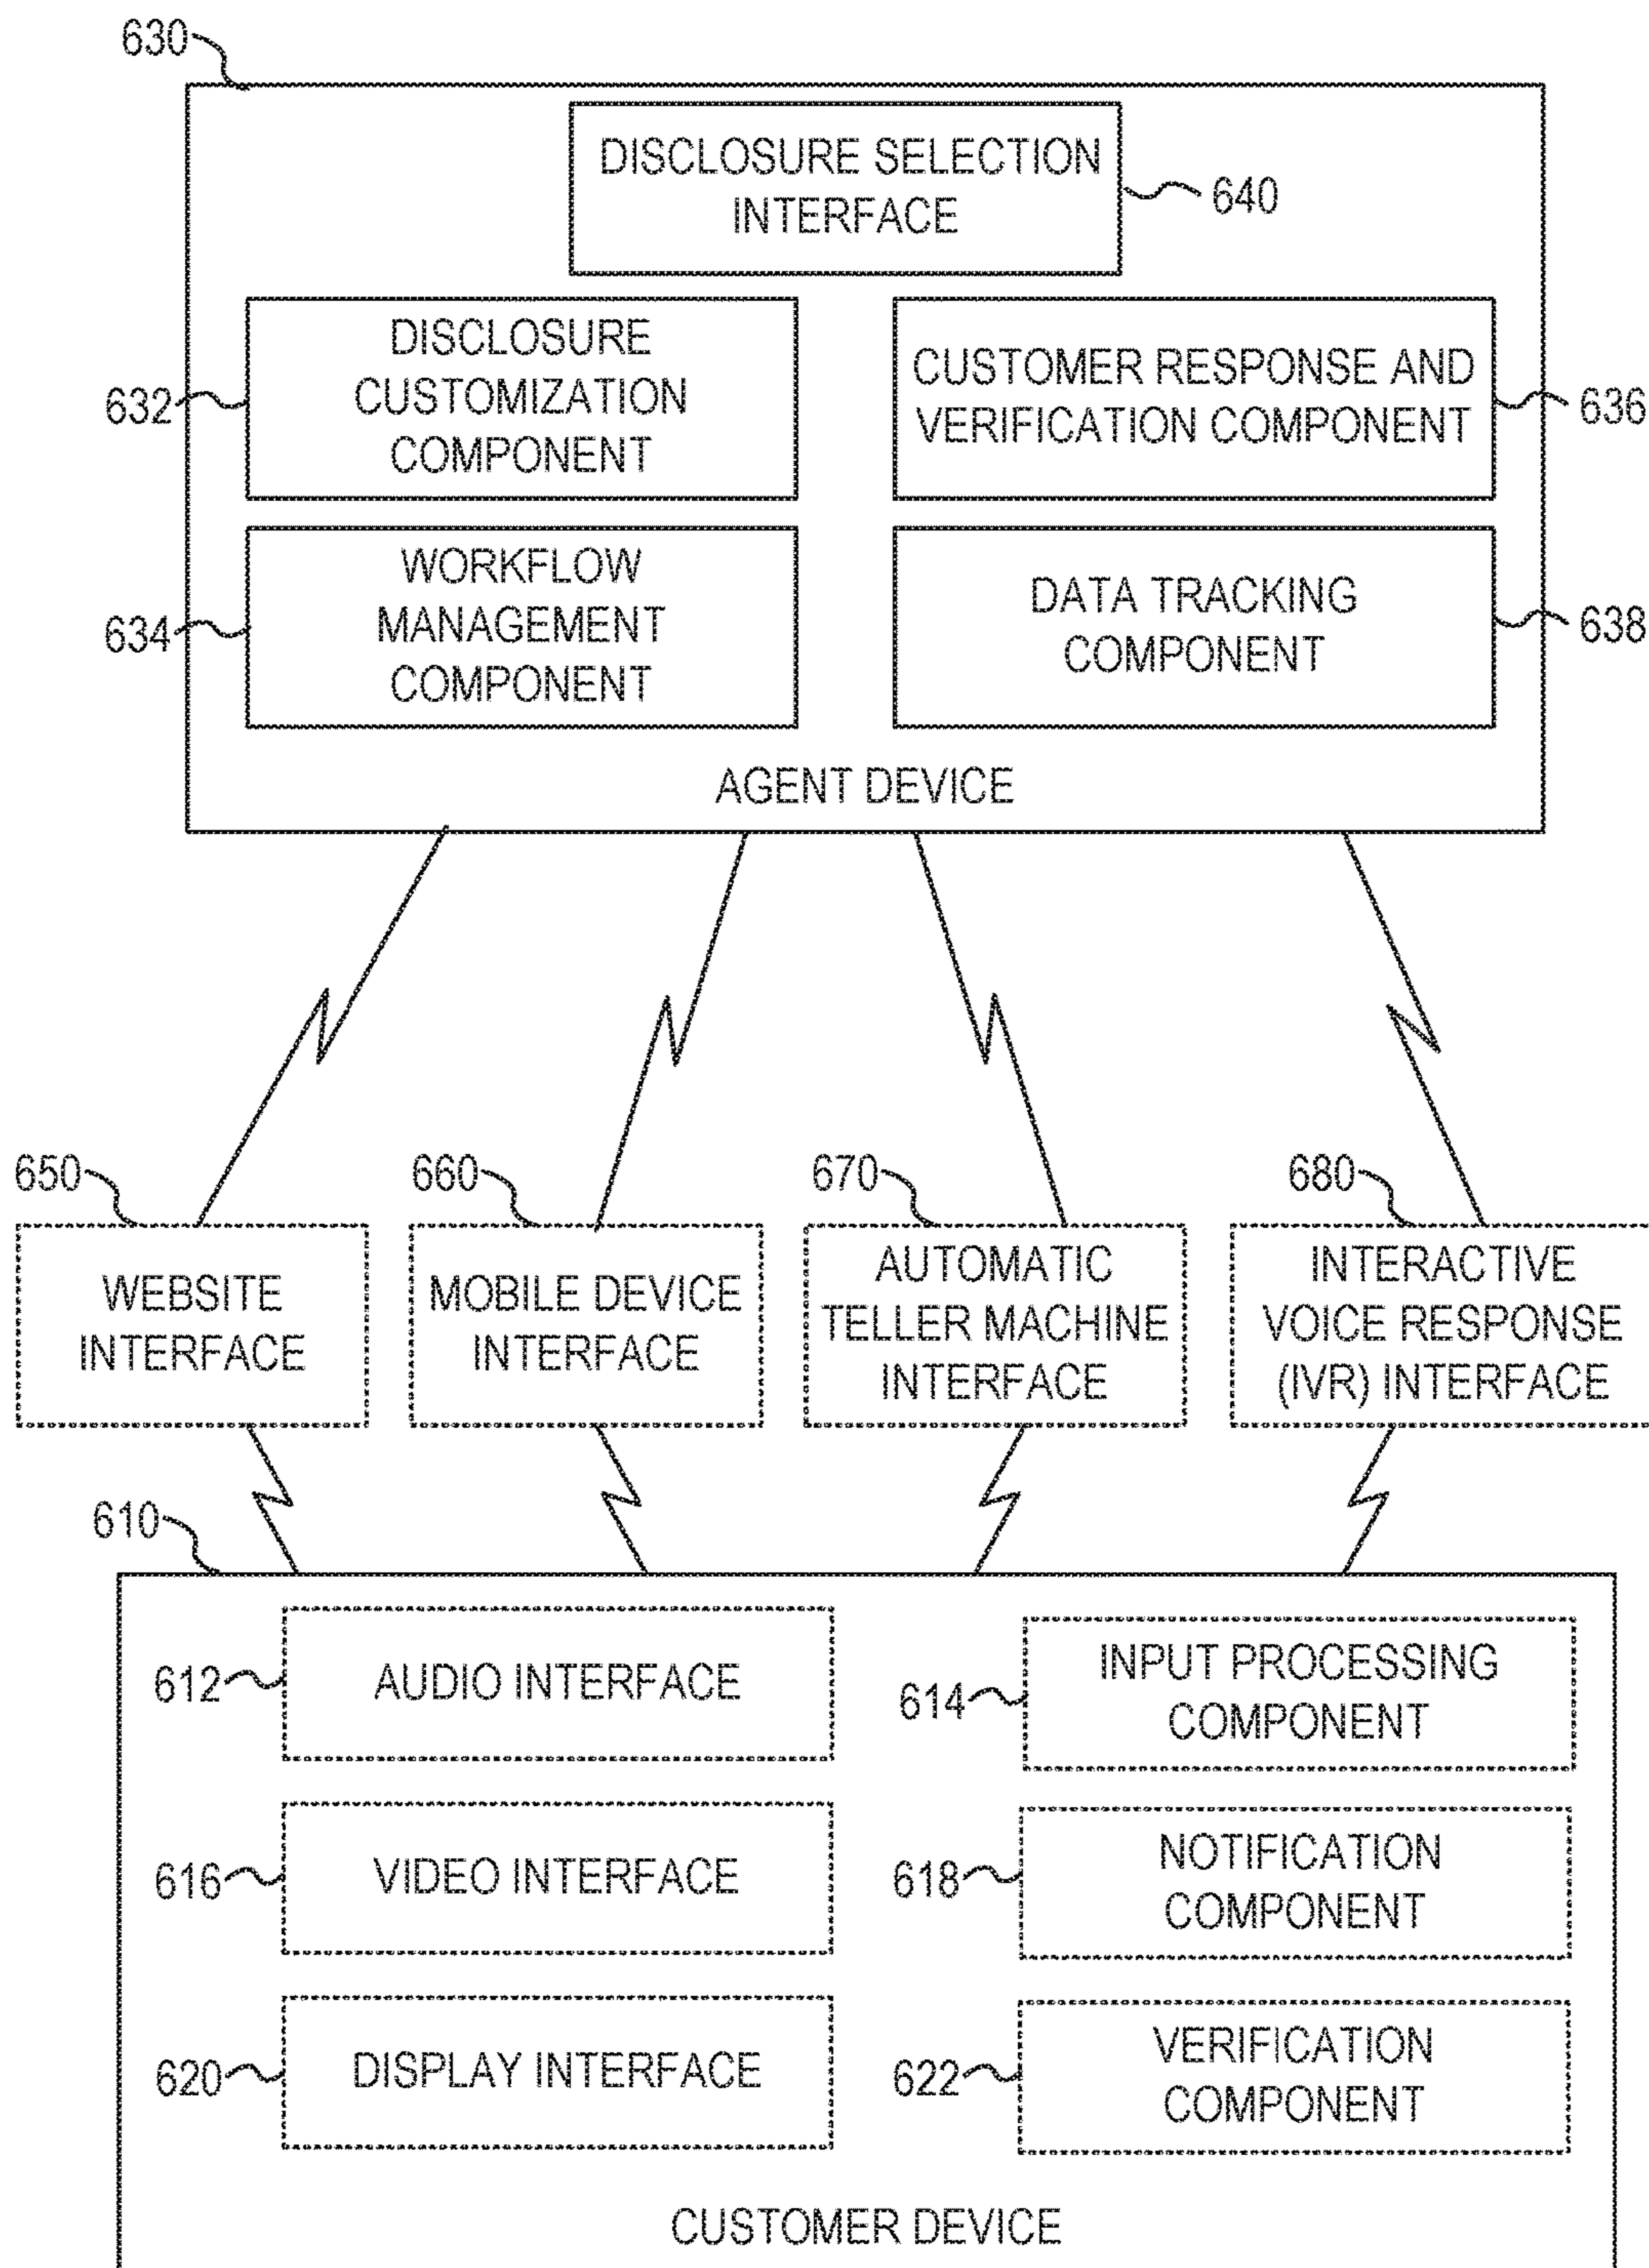 630
DISCLOSURE SELECTION
INTERFACE
640
DISCLOSURE
CUSTOMIZATION
COMPONENT
632
CUSTOMER RESPONSE AND
VERIFICATION COMPONENT
636
WORKFLOW
MANAGEMENT
COMPONENT
634
DATA TRACKING
COMPONENT
638
AGENT DEVICE
650
WEBSITE
INTERFACE
660
MOBILE DEVICE
INTERFACE
670
AUTOMATIC
TELLER MACHINE
INTERFACE
680
INTERACTIVE
VOICE RESPONSE
(IVR) INTERFACE
610
612
AUDIO INTERFACE
614
INPUT PROCESSING
COMPONENT
616
VIDEO INTERFACE
618
NOTIFICATION
COMPONENT
620
DISPLAY INTERFACE
622
VERIFICATION
COMPONENT
CUSTOMER DEVICE